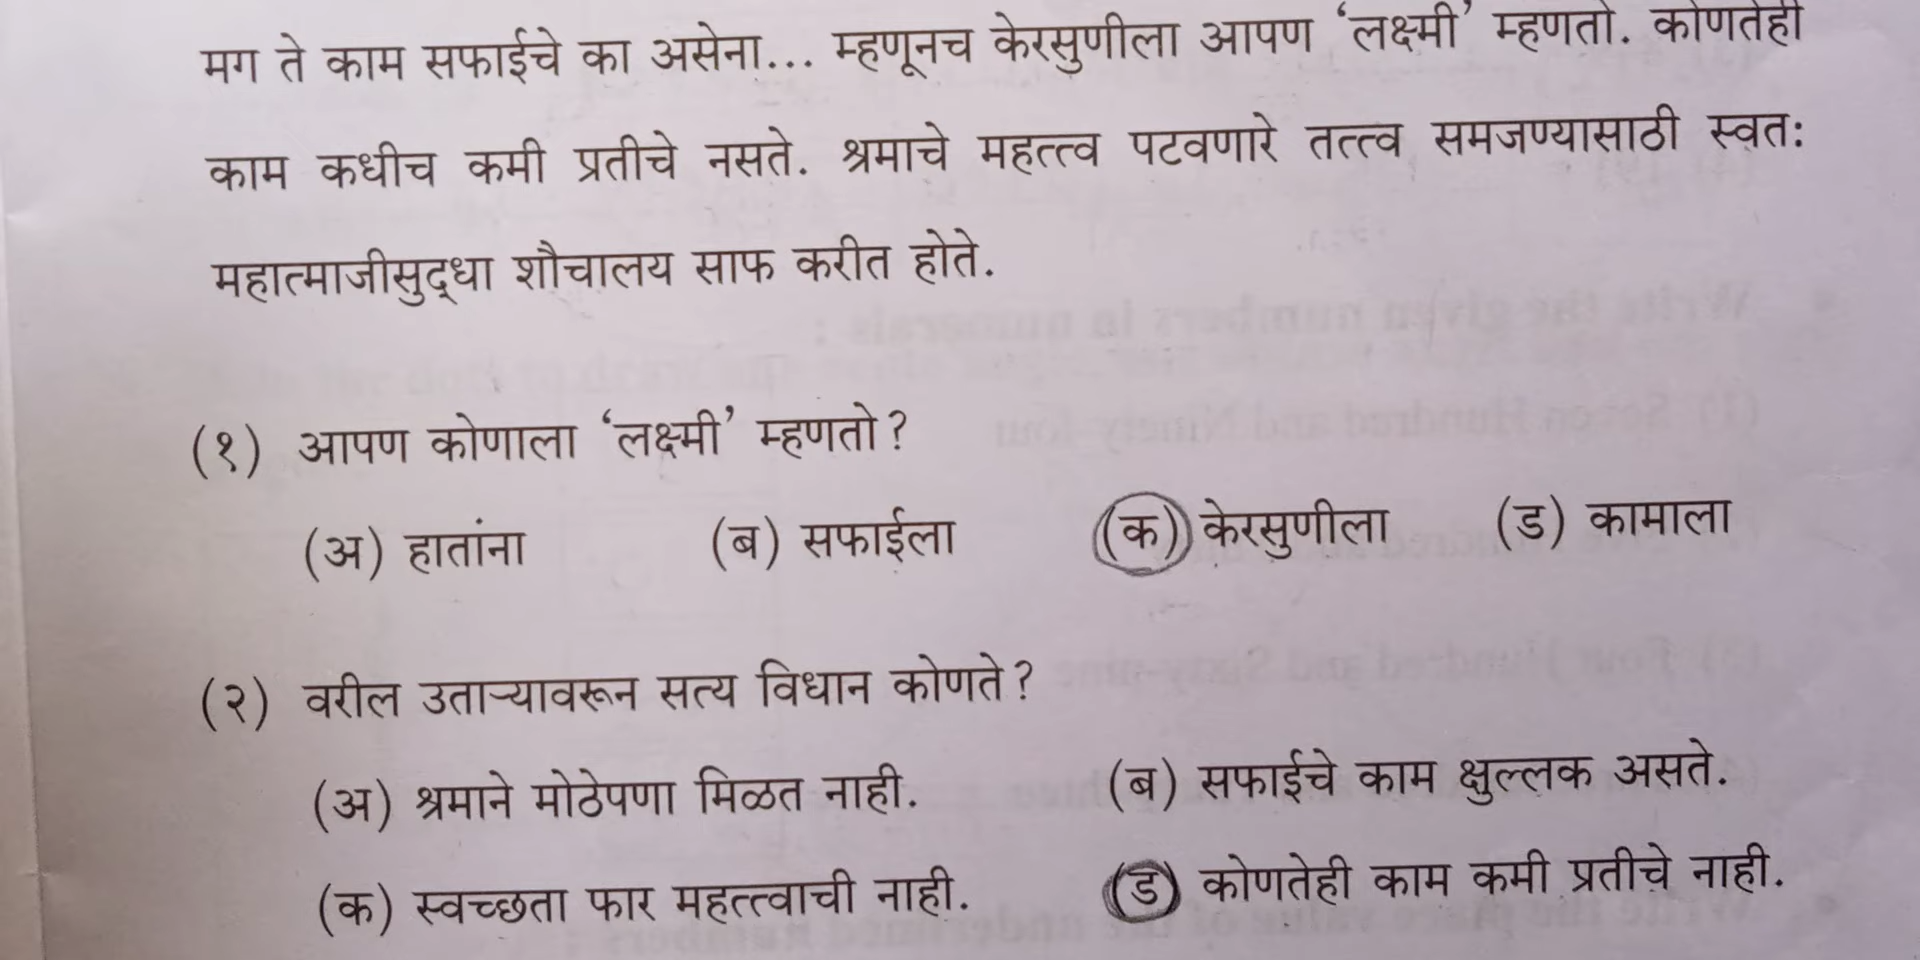 मग ते काम सफाईचे का असेना... म्हणूनच केरसुणीला आपण ‘लक्ष्मी’ म्हणतो. कोणतेही
काम कधीच कमी प्रतीचे नसते. श्रमाचे महत्त्व पटवणारे तत्त्व समजण्यासाठी स्वतः
महात्माजीसुद्धा शौचालय साफ करीत होते.
(१) आपण कोणाला ‘लक्ष्मी’ म्हणतो?
(अ) हातांना (ब) सफाईला (क) केरसुणीला (ड) कामाला
(२) वरील उताऱ्यावरून सत्य विधान कोणते?
(अ) श्रमाने मोठेपणा मिळत नाही. (ब) सफाईचे काम क्षुल्लक असते.
(क) स्वच्छता फार महत्त्वाची नाही. (ड) कोणतेही काम कमी प्रतीचे नाही.